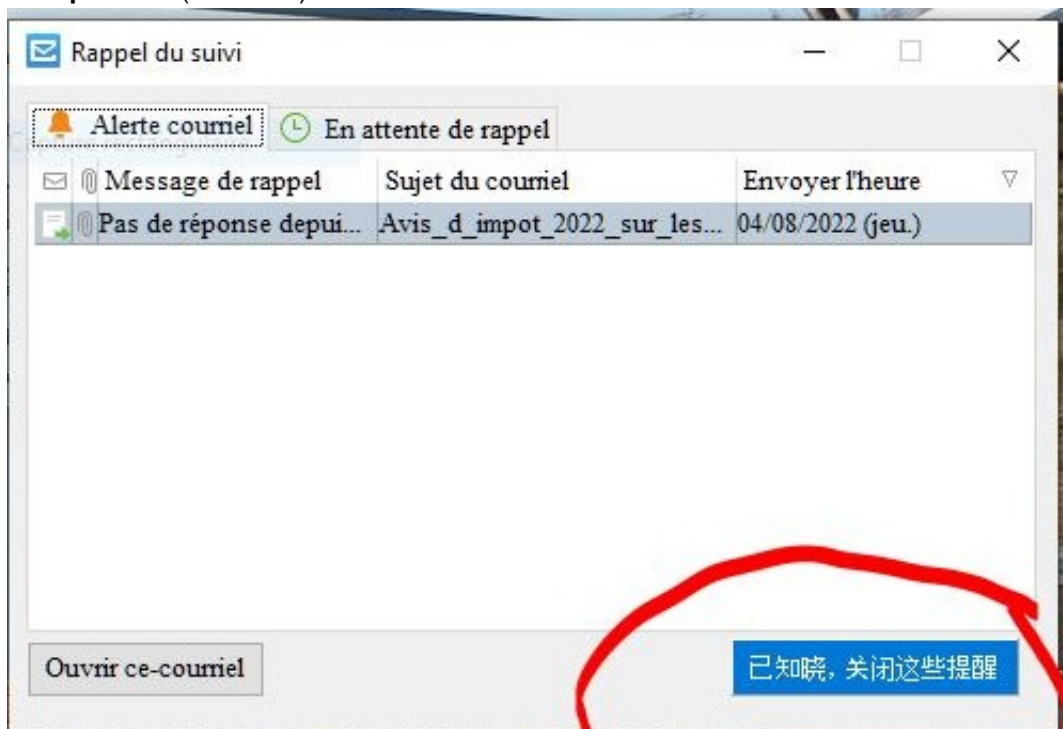 Rappel du suivi
Alerte courriel
En attente de rappel
Message de rappel Sujet du courriel Envoyer l'heure
Pas de réponse depui... Avis_d_impot_2022_sur_les... 04/08/2022 (jeu.)
Ouvrir ce-courriel
已知晓, 关闭这些提醒